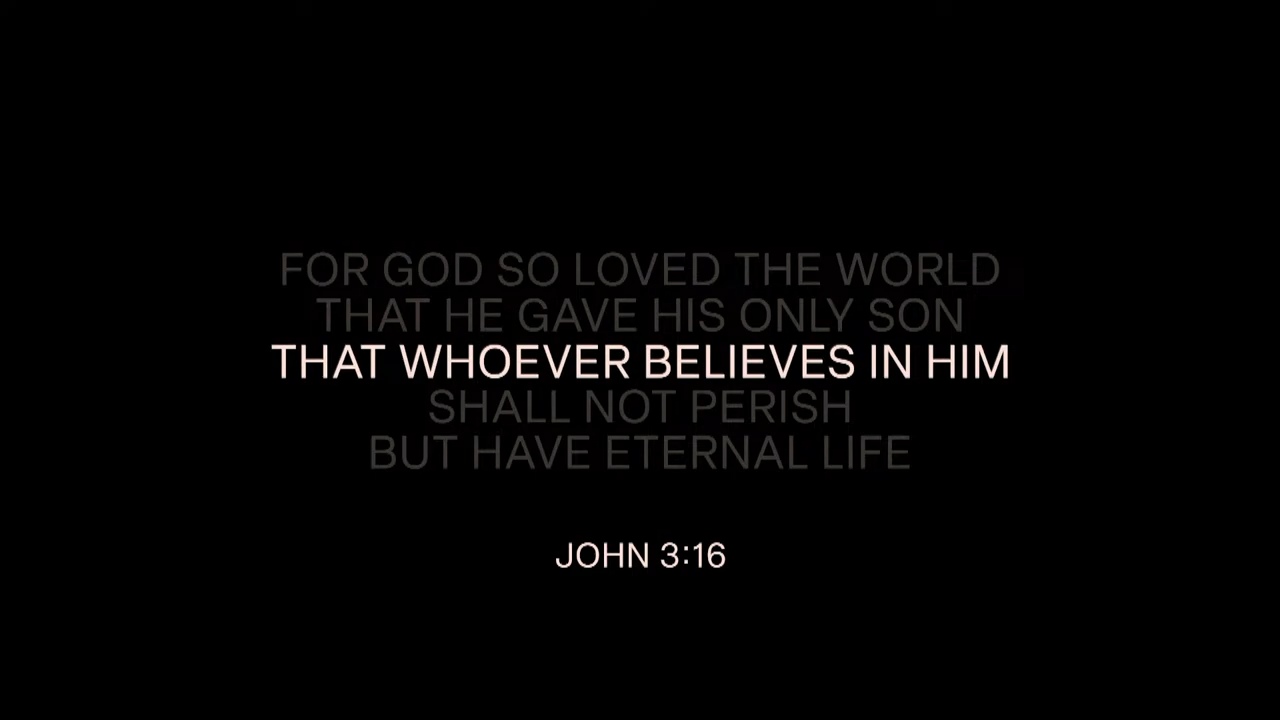 FOR GOD SO LOVED THE WORLD
THAT HE GAVE HIS ONLY SON
THAT WHOEVER BELIEVES IN HIM
SHALL NOT PERISH
BUT HAVE ETERNAL LIFE
JOHN 3:16